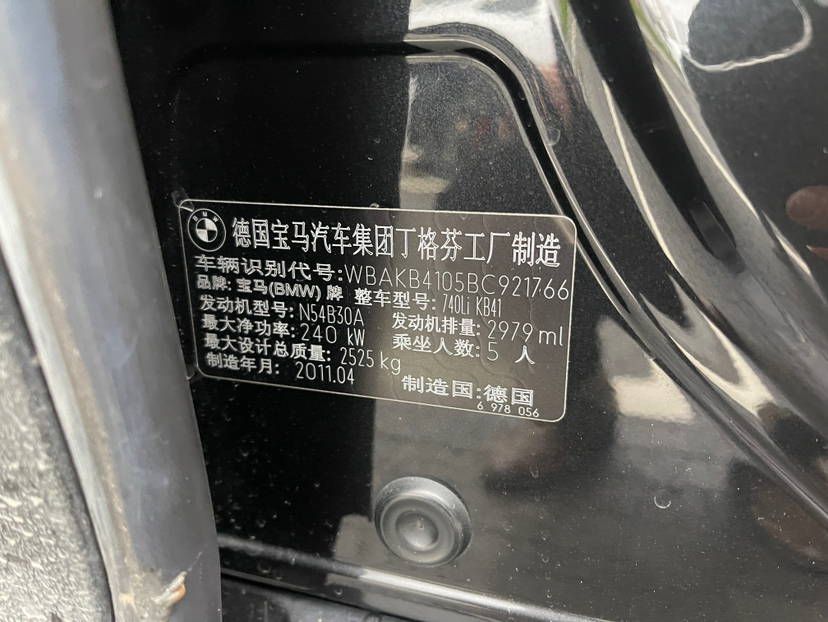 BMW
德国宝马汽车集团丁格芬工厂制造
车辆识别代号:WBAKB4105BC921766
品牌: 宝马(BMW) 牌 整车型号: 740Li KB41
发动机型号: N54B30A 发动机排量: 2979 ml
最大净功率: 240 kW 乘坐人数: 5 人
最大设计总质量: 2525 kg
制造年月: 2011.04 制造国:德国
6 978 056